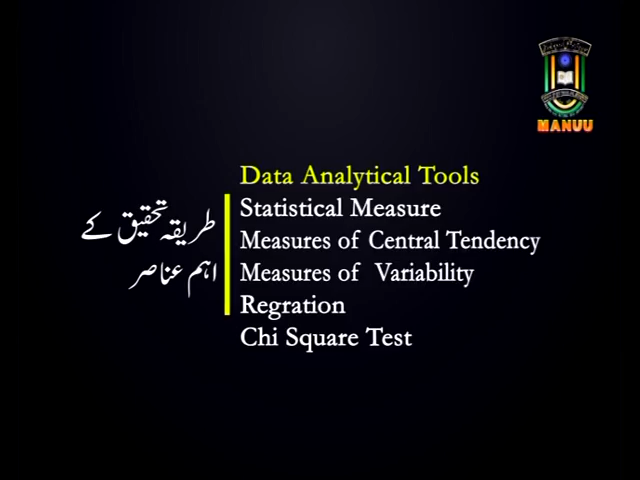 MANUU
Data Analytical Tools
Statistical Measure
Measures of Central Tendency
Measures of Variability
Regration
Chi Square Test
طریقہ تحقیق کے
اہم عناصر